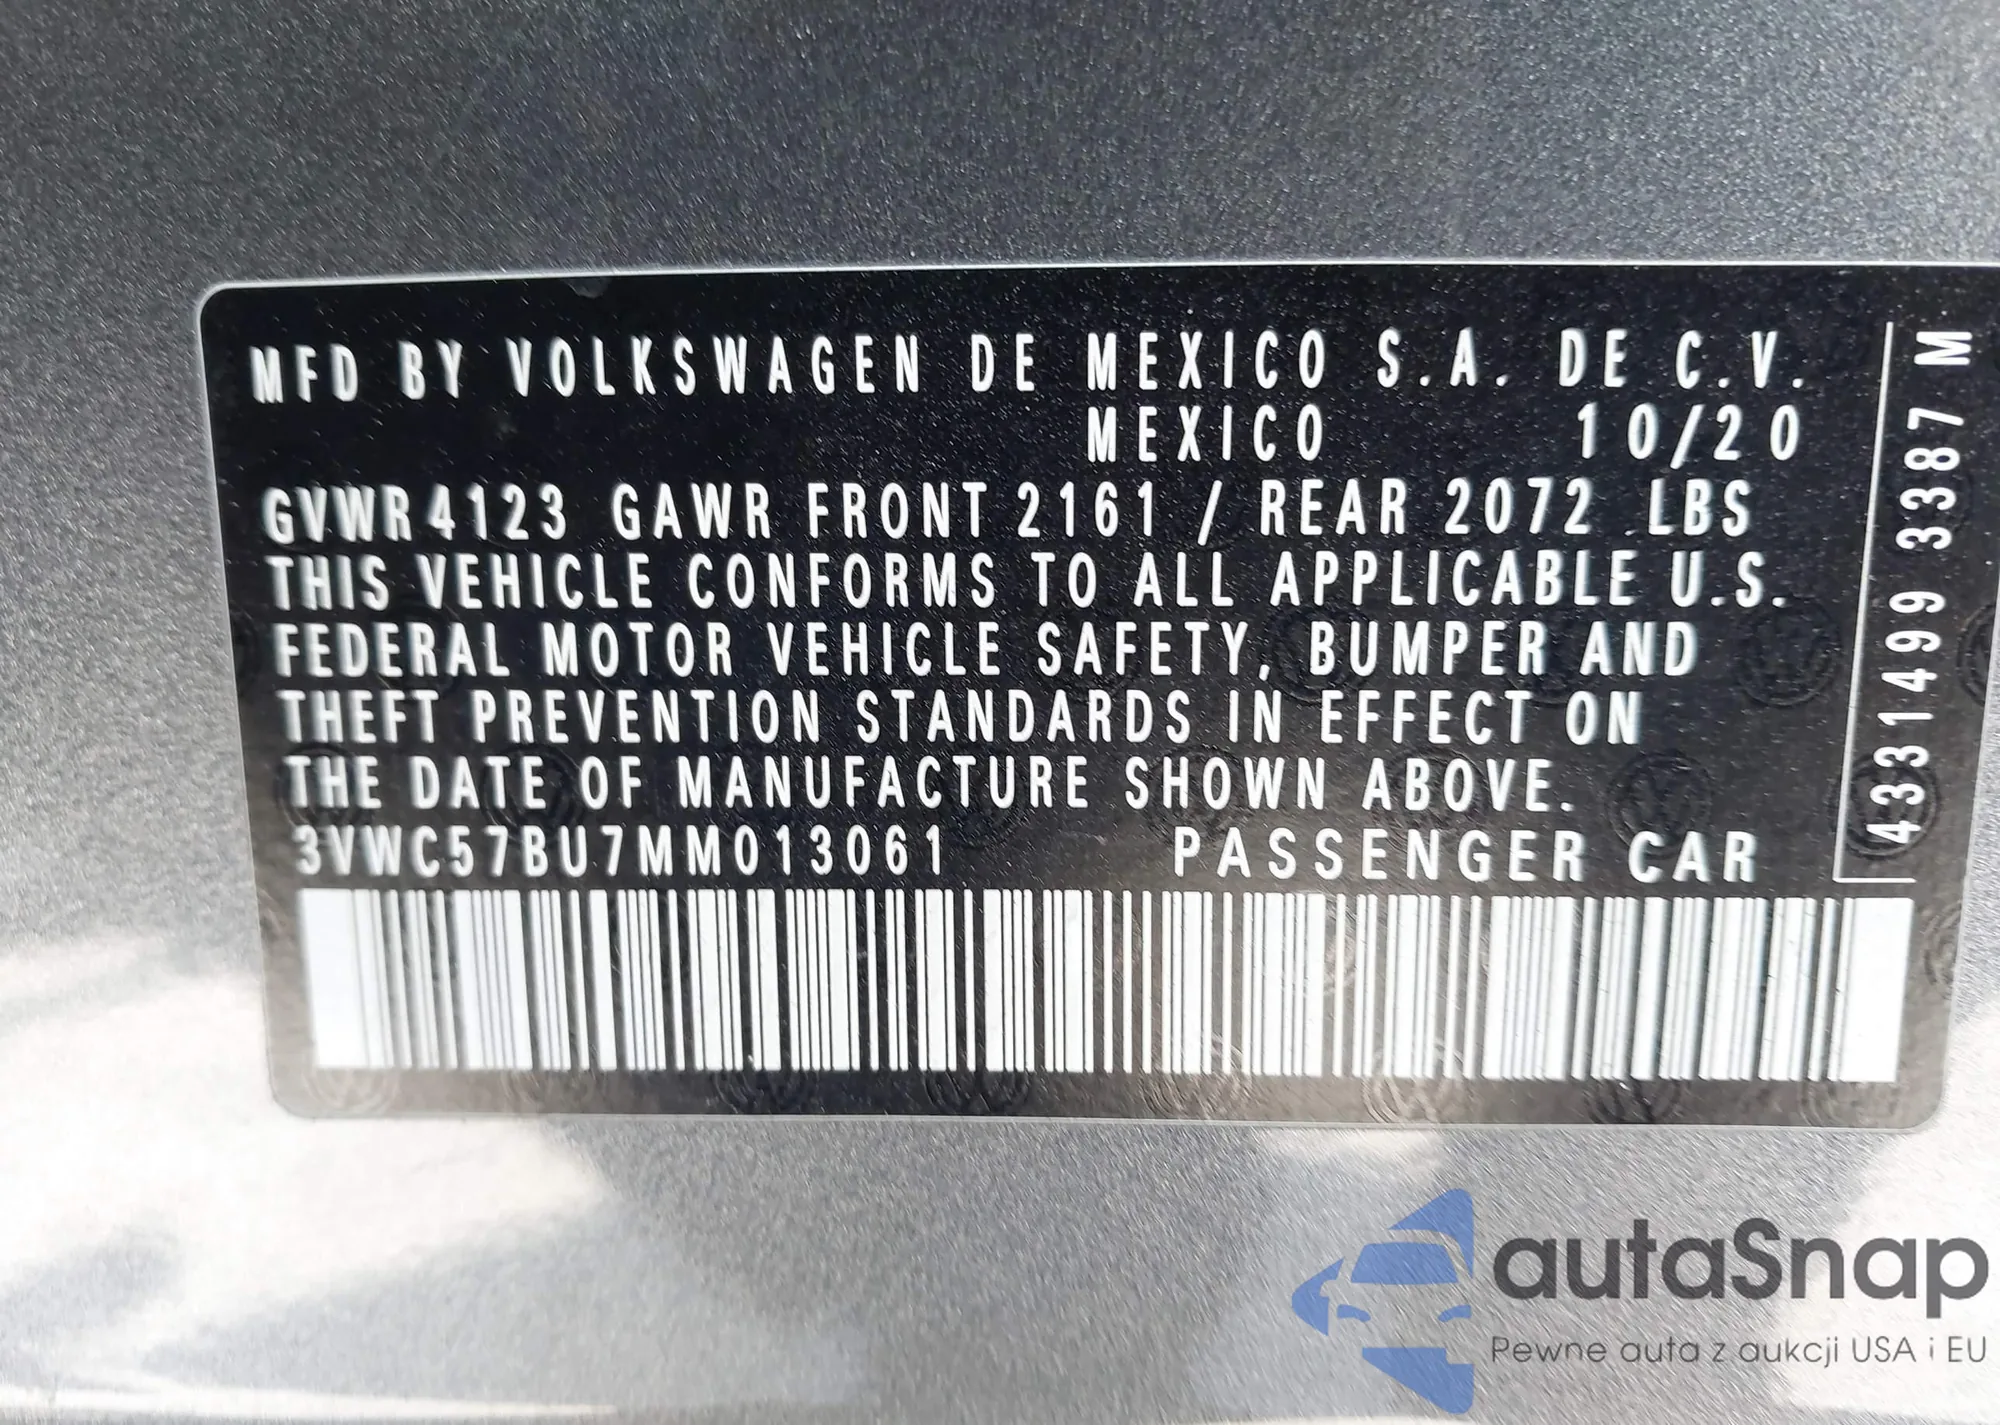 MFD BY VOLKSWAGEN DE MEXICO S.A. DE C.V.
MEXICO 10/20
GVWR 4123 GAWR FRONT 2161 / REAR 2072 LBS
THIS VEHICLE CONFORMS TO ALL APPLICABLE U.S.
FEDERAL MOTOR VEHICLE SAFETY, BUMPER AND
THEFT PREVENTION STANDARDS IN EFFECT ON
THE DATE OF MANUFACTURE SHOWN ABOVE.
3VWC57BU7MM013061 PASSENGER CAR
4331499 3387 M
autaSnap
Pewne auta z aukcji USA i EU